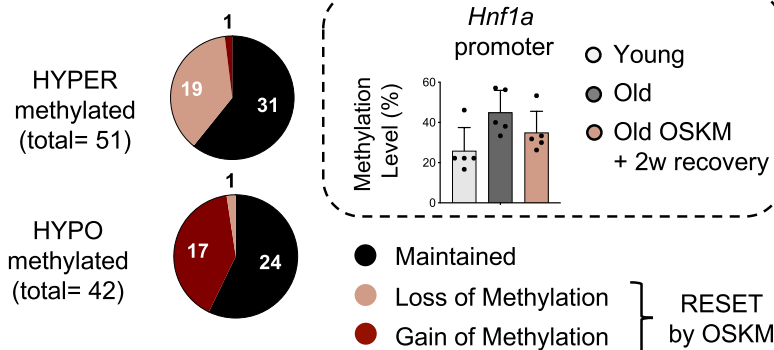 HYPER
methylated
(total= 51)
1
19
31
HYPO
methylated
(total= 42)
1
17
24
Hnf1a
promoter
Methylation
Level (%)
60
40
20
0
Young
Old
Old OSKM
+ 2w recovery
Maintained
Loss of Methylation
Gain of Methylation
RESET
by OSKM